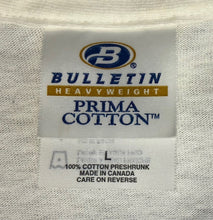 B®
BULLETIN
HEAVYWEIGHT
PRIMA
COTTON™
L
100% COTTON PRESHRUNK
MADE IN CANADA
CARE ON REVERSE